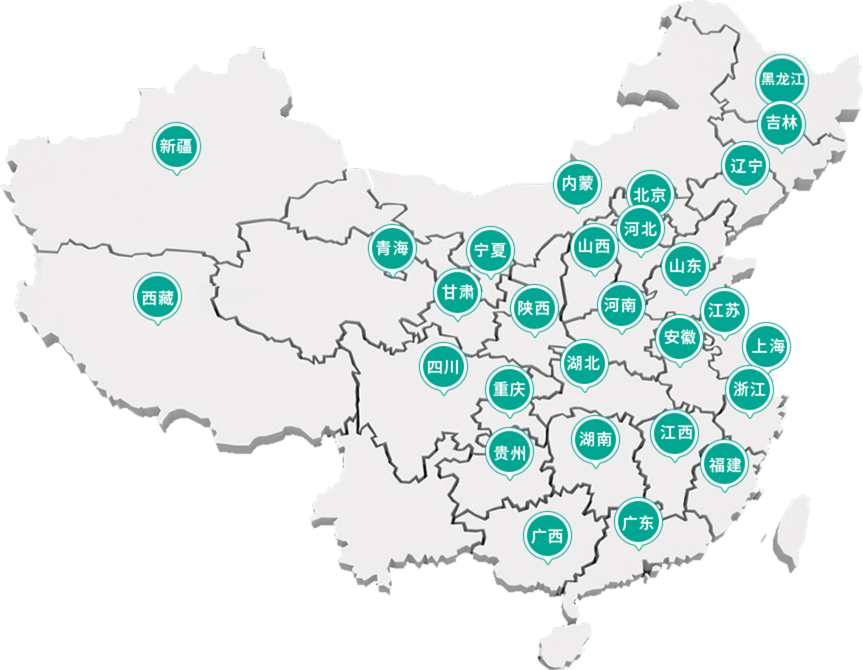 黑龙江
吉林
新疆
辽宁
内蒙
北京
河北
青海
宁夏
山西
山东
西藏
甘肃
陕西
河南
江苏
安徽
上海
四川
湖北
重庆
浙江
贵州
湖南
江西
福建
广西
广东